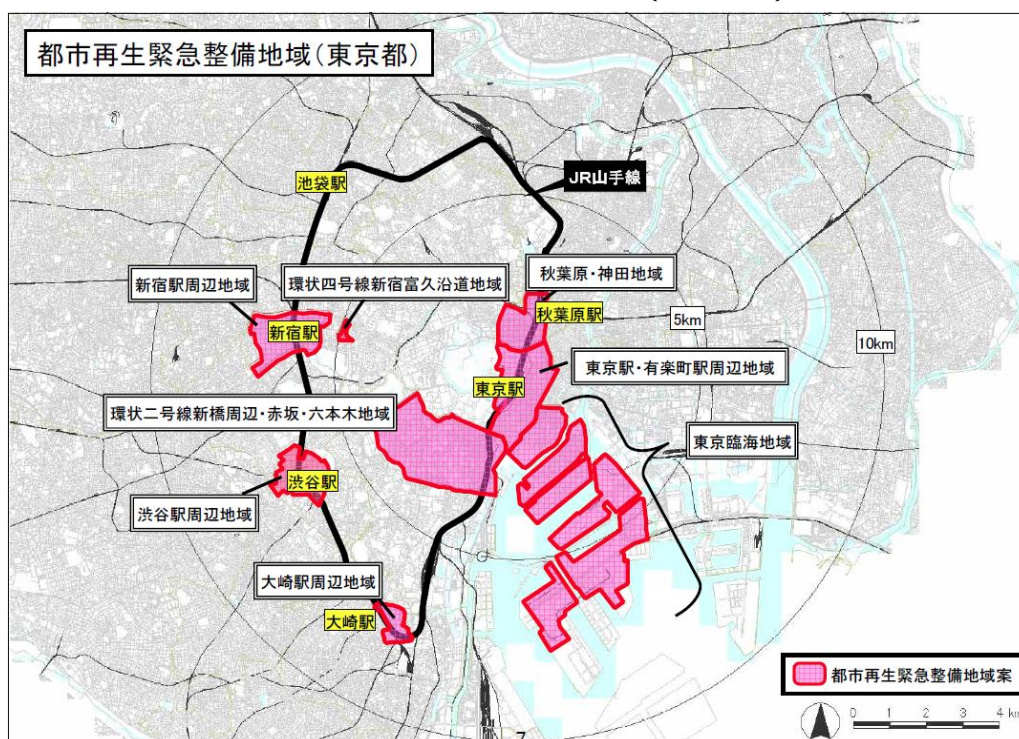 都市再生緊急整備地域(東京都)
JR山手線
池袋駅
新宿駅周辺地域
環状四号線新宿富久沿道地域
秋葉原・神田地域
新宿駅
秋葉原駅
5km
10km
東京駅・有楽町駅周辺地域
東京駅
環状二号線新橋周辺・赤坂・六本木地域
東京臨海地域
渋谷駅
渋谷駅周辺地域
大崎駅周辺地域
大崎駅
都市再生緊急整備地域案
0 1 2 3 4 km
7